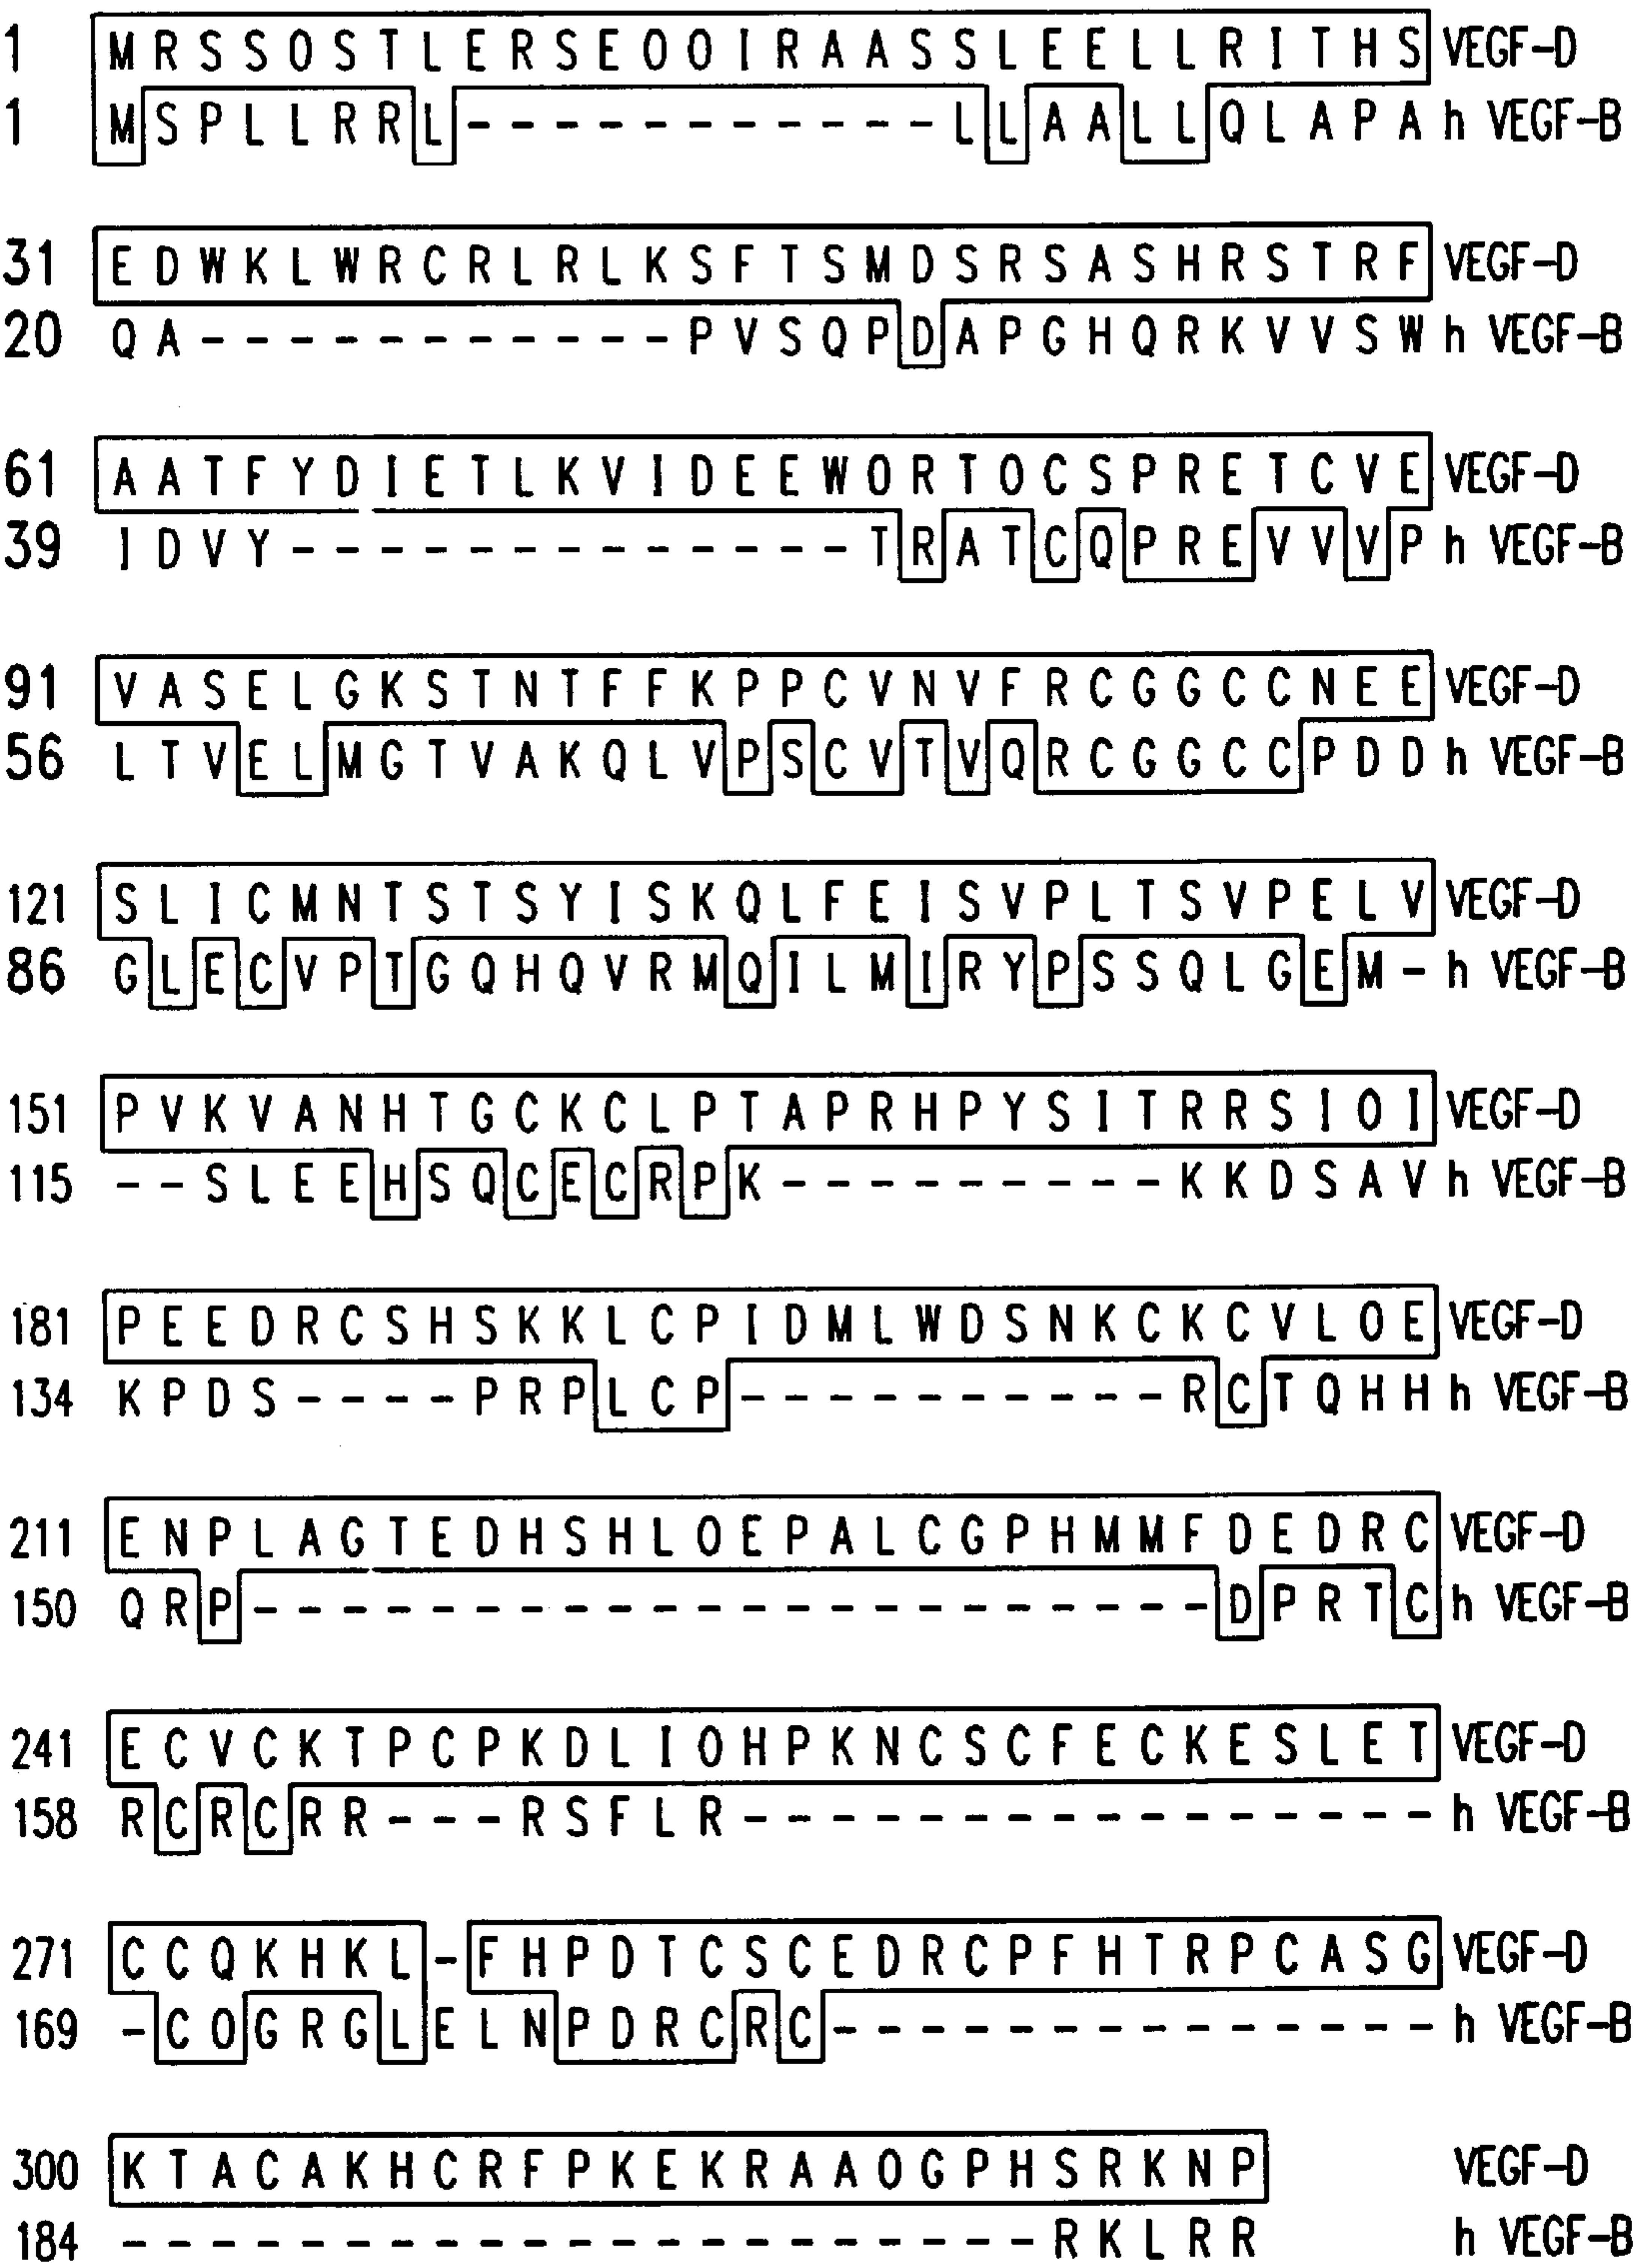 1 M R S S O S T L E R S E O O I R A A S S L E E L L R I T H S VEGF-D
1 M S P L L R R L - - - - - - - - - - - L L A A L L Q L A P A h VEGF-B
31 E D W K L W R C R L R L K S F T S M D S R S A S H R S T R F VEGF-D
20 Q A - - - - - - - - - - - P V S Q P D A P G H Q R K V V S W h VEGF-B
61 A A T F Y D I E T L K V I D E E W O R T O C S P R E T C V E VEGF-D
39 I D V Y - - - - - - - - - - - - - T R A T C Q P R E V V V P h VEGF-B
91 V A S E L G K S T N T F F K P P C V N V F R C G G C C N E E VEGF-D
56 L T V E L M G T V A K Q L V P S C V T V Q R C G G C C P D D h VEGF-B
121 S L I C M N T S T S Y I S K Q L F E I S V P L T S V P E L V VEGF-D
86 G L E C V P T G Q H Q V R M Q I L M I R Y P S S Q L G E M - h VEGF-B
151 P V K V A N H T G C K C L P T A P R H P Y S I T R R S I O I VEGF-D
115 - - S L E E H S Q C E C R P K - - - - - - - - - K K D S A V h VEGF-B
181 P E E D R C S H S K K L C P I D M L W D S N K C K C V L O E VEGF-D
134 K P D S - - - - P R P L C P - - - - - - - - - - R C T Q H H h VEGF-B
211 E N P L A G T E D H S H L O E P A L C G P H M M F D E D R C VEGF-D
150 Q R P - - - - - - - - - - - - - - - - - - - - - - D P R T C h VEGF-B
241 E C V C K T P C P K D L I O H P K N C S C F E C K E S L E T VEGF-D
158 R C R C R R - - - R S F L R - - - - - - - - - - - - - - - - h VEGF-B
271 C C Q K H K L - F H P D T C S C E D R C P F H T R P C A S G VEGF-D
169 - C O G R G L E L N P D R C R C - - - - - - - - - - - - - - h VEGF-B
300 K T A C A K H C R F P K E K R A A O G P H S R K N P VEGF-D
184 - - - - - - - - - - - - - - - - - - - - - R K L R R h VEGF-B